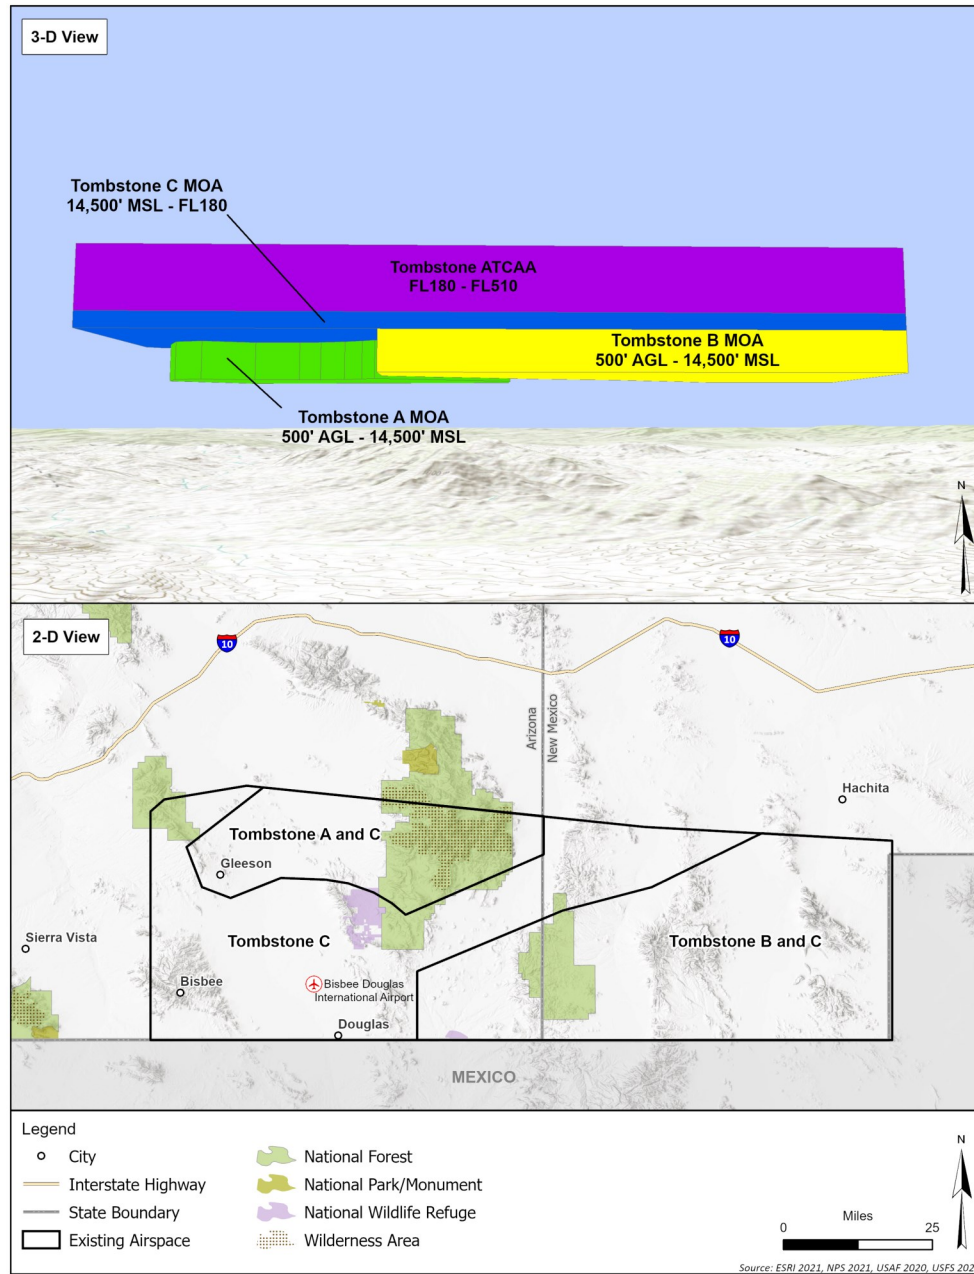 3-D View
Tombstone C MOA
14,500' MSL - FL180
Tombstone ATCAA
FL180 - FL510
Tombstone B MOA
500' AGL - 14,500' MSL
Tombstone A MOA
500' AGL - 14,500' MSL
N
2-D View
10
10
Arizona
New Mexico
Hachita
Tombstone A and C
Gleeson
Sierra Vista
Tombstone C
Tombstone B and C
Bisbee
Bisbee Douglas
International Airport
Douglas
MEXICO
Legend
City
Interstate Highway
State Boundary
Existing Airspace
National Forest
National Park/Monument
National Wildlife Refuge
Wilderness Area
N
Miles
0 25
Source: ESRI 2021, NPS 2021, USAF 2020, USFS